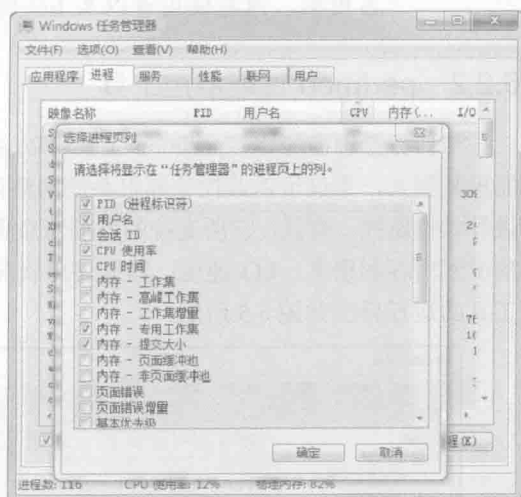 Windows 任务管理器
文件(F) 选项(O) 查看(V) 帮助(H)
应用程序 进程 服务 性能 联网 用户
映像名称 PID 用户名 CPU 内存(... I/O
选择进程页列
请选择将显示在“任务管理器”的进程页上的列。
PID (进程标识符)
用户名
会话 ID
CPU 使用率
CPU 时间
内存 - 工作集
内存 - 高峰工作集
内存 - 工作集增量
内存 - 专用工作集
内存 - 提交大小
内存 - 页面缓冲池
内存 - 非页面缓冲池
页面错误
页面错误增量
基本优先级
确定 取消
程(E)
进程数: 116 CPU 使用率: 12% 物理内存: 82%